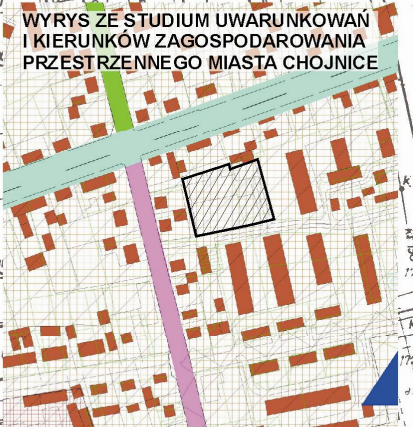 WYRYS ZE STUDIUM UWARUNKOWAŃ
I KIERUNKÓW ZAGOSPODAROWANIA
PRZESTRZENNEGO MIASTA CHOJNICE